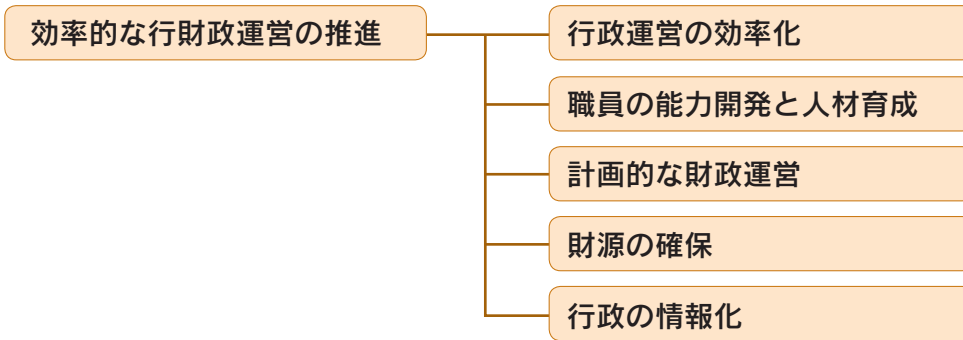 効率的な行財政運営の推進
行政運営の効率化
職員の能力開発と人材育成
計画的な財政運営
財源の確保
行政の情報化